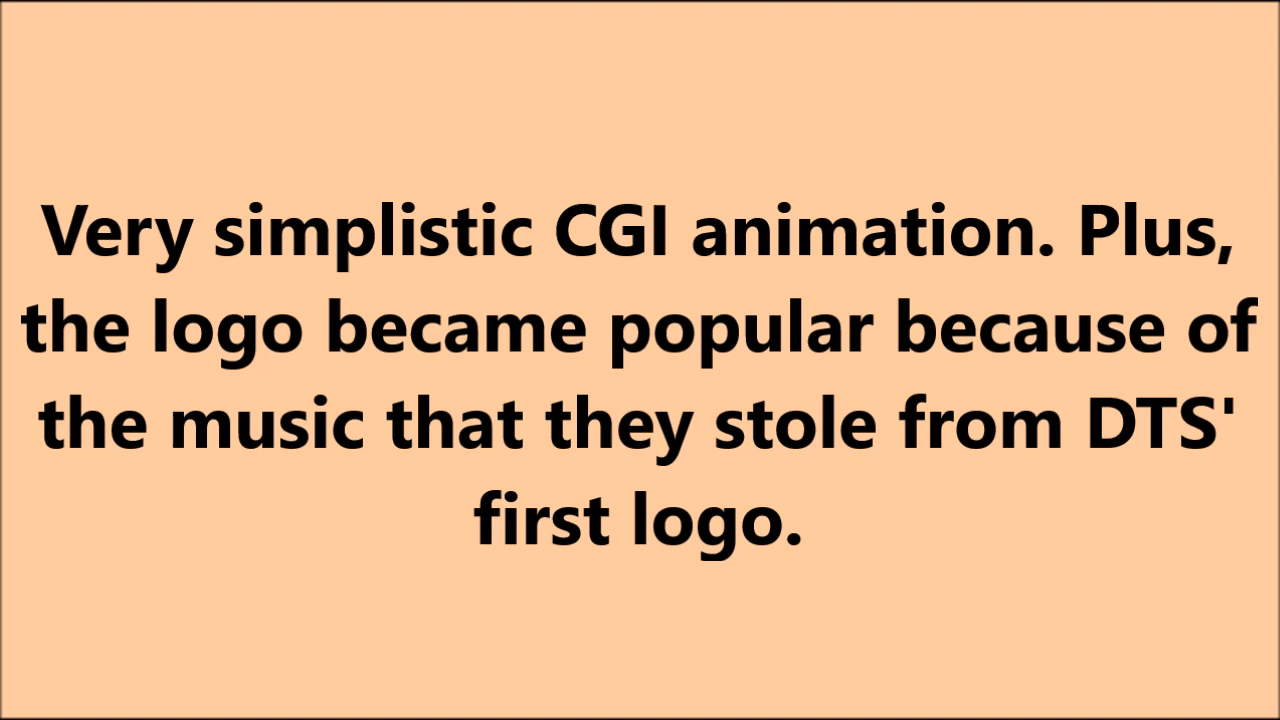 Very simplistic CGI animation. Plus,
the logo became popular because of
the music that they stole from DTS'
first logo.